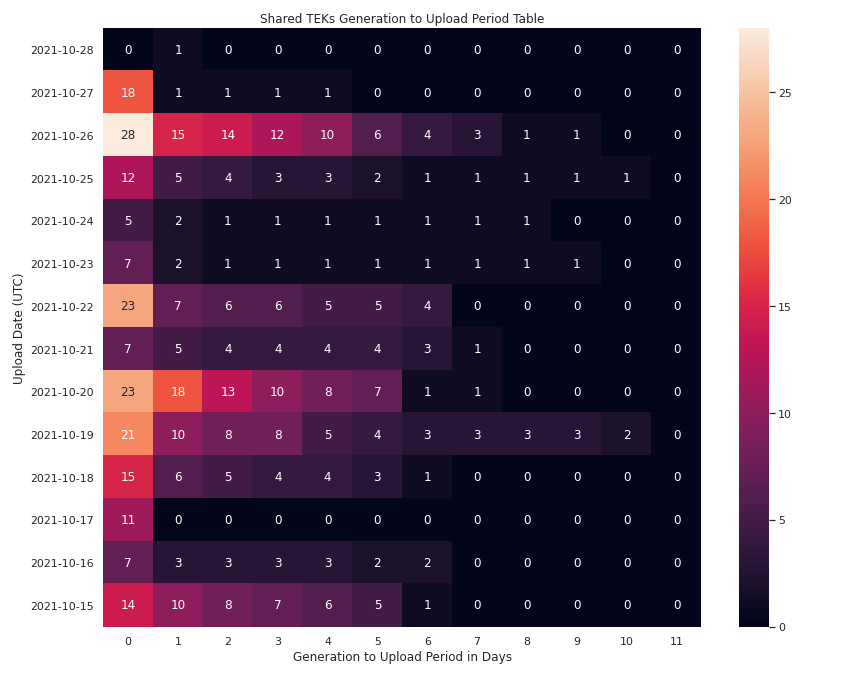 Shared TEKs Generation to Upload Period Table
Upload Date (UTC)
2021-10-28 0 1 0 0 0 0 0 0 0 0 0 0
2021-10-27 18 1 1 1 1 0 0 0 0 0 0 0
2021-10-26 28 15 14 12 10 6 4 3 1 1 0 0
2021-10-25 12 5 4 3 3 2 1 1 1 1 1 0
2021-10-24 5 2 1 1 1 1 1 1 1 0 0 0
2021-10-23 7 2 1 1 1 1 1 1 1 1 0 0
2021-10-22 23 7 6 6 5 5 4 0 0 0 0 0
2021-10-21 7 5 4 4 4 4 3 1 0 0 0 0
2021-10-20 23 18 13 10 8 7 1 1 0 0 0 0
2021-10-19 21 10 8 8 5 4 3 3 3 3 2 0
2021-10-18 15 6 5 4 4 3 1 0 0 0 0 0
2021-10-17 11 0 0 0 0 0 0 0 0 0 0 0
2021-10-16 7 3 3 3 3 2 2 0 0 0 0 0
2021-10-15 14 10 8 7 6 5 1 0 0 0 0 0
0 1 2 3 4 5 6 7 8 9 10 11
Generation to Upload Period in Days
25
20
15
10
5
0